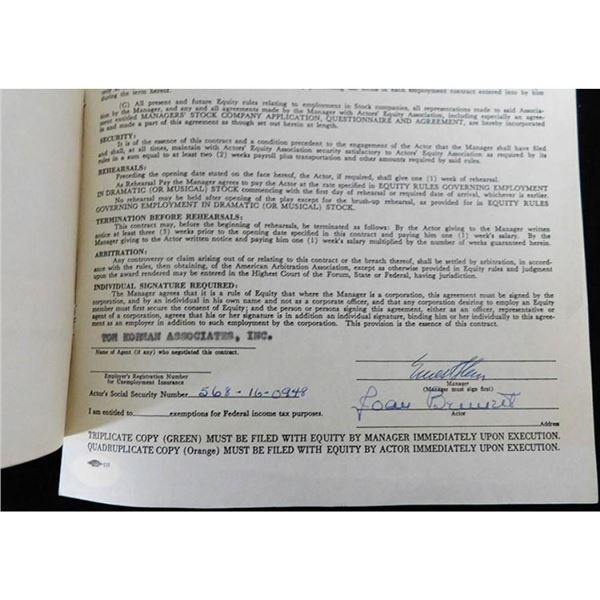 during the term hereof.
(G) All present and future Equity rules relating to employment in Stock companies, all representations made to said Associa-
tion by the Manager, and any and all agreements made by the Manager with Actors' Equity Association, including especially an agree-
ment entitled MANAGERS' STOCK COMPANY APPLICATION, QUESTIONNAIRE AND AGREEMENT, are hereby incorporated
in and made a part of this agreement as though set out herein at length.
SECURITY:
It is of the essence of this contract and a condition precedent to the engagement of the Actor that the Manager shall have filed
and shall, at all times, maintain with Actors' Equity Association security satisfactory to Actors' Equity Association as required by its
rules in a sum equal to at least two (2) weeks payroll plus transportation and other amounts required by said rules.
REHEARSALS:
Preceding the opening date stated on the face hereof, the Actor, if required, shall give one (1) week of rehearsal.
As Rehearsal Pay the Manager agrees to pay the Actor at the rate specified in EQUITY RULES GOVERNING EMPLOYMENT
IN DRAMATIC (OR MUSICAL) STOCK commencing with the first day of rehearsal or required date of arrival, whichever is earlier.
No rehearsal may be held after opening of the play except for the brush-up rehearsal, as provided for in EQUITY RULES
GOVERNING EMPLOYMENT IN DRAMATIC (OR MUSICAL) STOCK.
TERMINATION BEFORE REHEARSALS:
This contract may, before the beginning of rehearsals, be terminated as follows: By the Actor giving to the Manager written
notice at least three (3) weeks prior to the opening date specified in this contract and paying him one (1) week's salary. By the
Manager giving to the Actor written notice and paying him one (1) week's salary multiplied by the number of weeks guaranteed herein.
ARBITRATION:
Any controversy or claim arising out of or relating to this contract or the breach thereof, shall be settled by arbitration, in accord-
ance with the rules, then obtaining, of the American Arbitration Association, except as otherwise provided in Equity rules and judgment
upon the award rendered may be entered in the Highest Court of the Forum, State or Federal, having jurisdiction.
INDIVIDUAL SIGNATURE REQUIRED:
The Manager agrees that it is a rule of Equity that where the Manager is a corporation, this agreement must be signed by the
corporation, and by an individual in his own name and not as a corporate officer, and the corporation desiring to employ an Equity
member must first secure the consent of Equity; and the person or persons signing this agreement, either as an officer, representative or
agent of a corporation, agrees that his or her signature is in addition an individual signature, binding him or her individually to this agree-
ment as an employer in addition to such employment by the corporation. This provision is the essence of this contract.
TOM KORMAN ASSOCIATES, INC.
Name of Agent (if any) who negotiated this contract.
Employer's Registration Number
for Unemployment Insurance
Manager
(Manager must sign first)
Actor's Social Security Number 568-16-0948
Joan Bennett
Actor
I am entitled to exemptions for Federal income tax purposes.
Address
TRIPLICATE COPY (GREEN) MUST BE FILED WITH EQUITY BY MANAGER IMMEDIATELY UPON EXECUTION.
QUADRUPLICATE COPY (Orange) MUST BE FILED WITH EQUITY BY ACTOR IMMEDIATELY UPON EXECUTION.